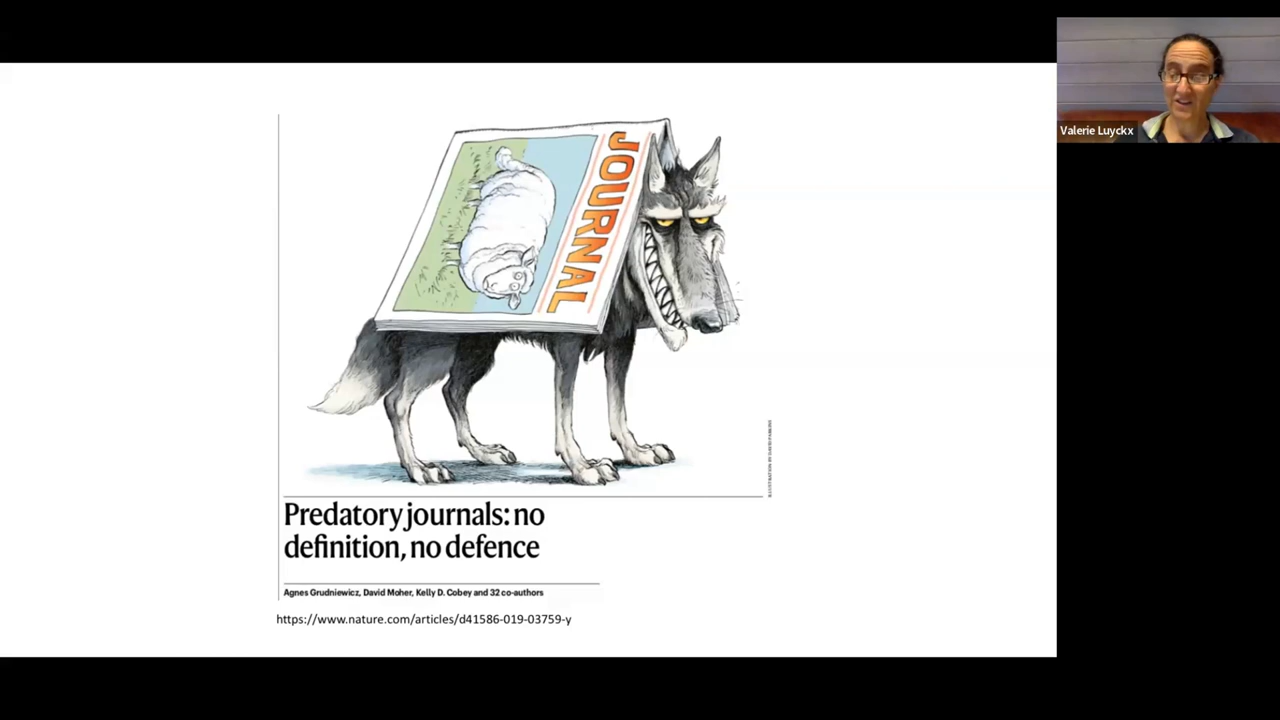 JOURNAL
Valerie Luyckx
Predatory journals: no
definition, no defence
Agnes Grudniewicz, David Moher, Kelly D. Cobey and 32 co-authors
https://www.nature.com/articles/d41586-019-03759-y